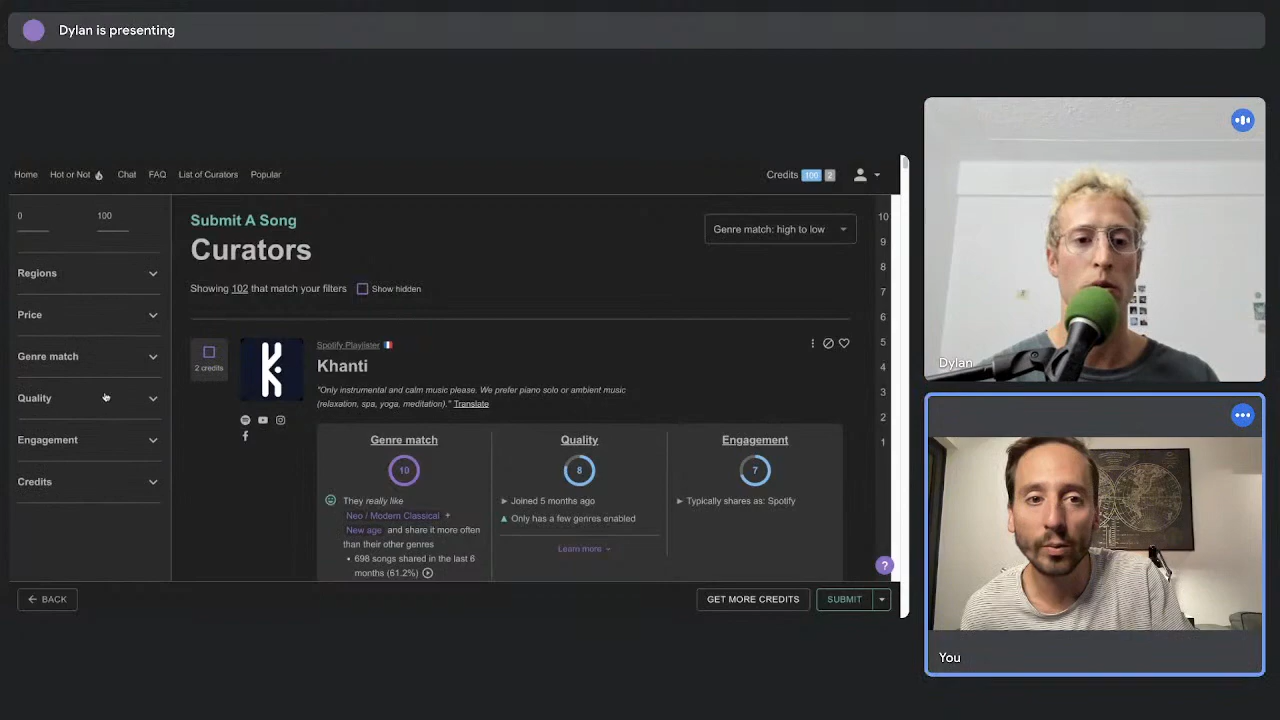 Dylan is presenting
Home Hot or Not Chat FAQ List of Curators Popular
Credits 100 2
0 100
Regions
Price
Genre match
Quality
Engagement
Credits
Submit A Song
Curators
Genre match: high to low
Showing 102 that match your filters Show hidden
2 credits
Spotify Playlister
Khanti
"Only instrumental and calm music please. We prefer piano solo or ambient music
(relaxation, spa, yoga, meditation)." Translate
Genre match
10
They really like
Neo / Modern Classical +
New age and share it more often
than their other genres
• 698 songs shared in the last 6
months (61.2%)
Quality
8
Joined 5 months ago
Only has a few genres enabled
Learn more
Engagement
7
Typically shares as: Spotify
10
9
8
7
6
5
4
3
2
1
?
BACK
GET MORE CREDITS
SUBMIT
Dylan
You